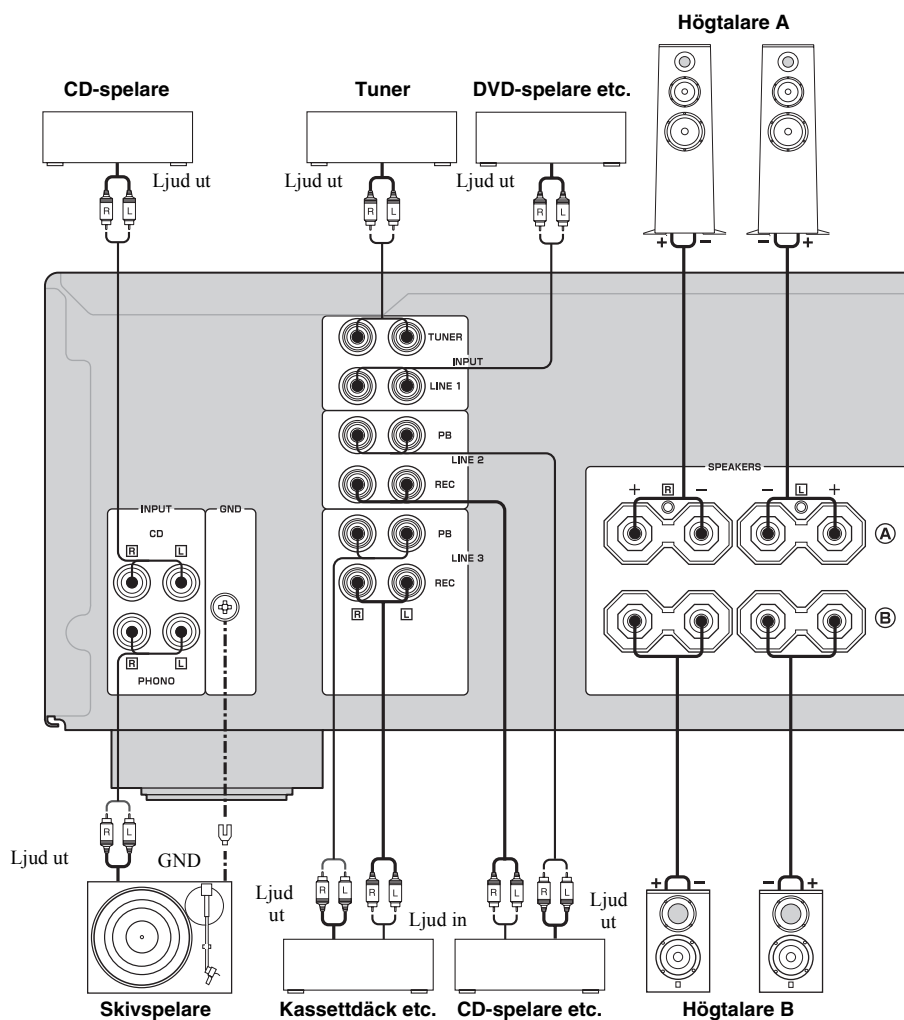 Högtalare A
CD-spelare
Tuner
DVD-spelare etc.
Ljud ut
Ljud ut
Ljud ut
R L
R L
R L
+ − − +
TUNER
INPUT
LINE 1
PB
LINE 2
REC
PB
LINE 3
REC
R L
SPEAKERS
+ R − − L +
A
B
INPUT
GND
CD
R L
R L
PHONO
R L
Ljud ut
GND
Ljud
ut
R L
R L
Ljud in
R L
R L
Ljud
ut
+ − − +
Skivspelare
Kassettdäck etc.
CD-spelare etc.
Högtalare B